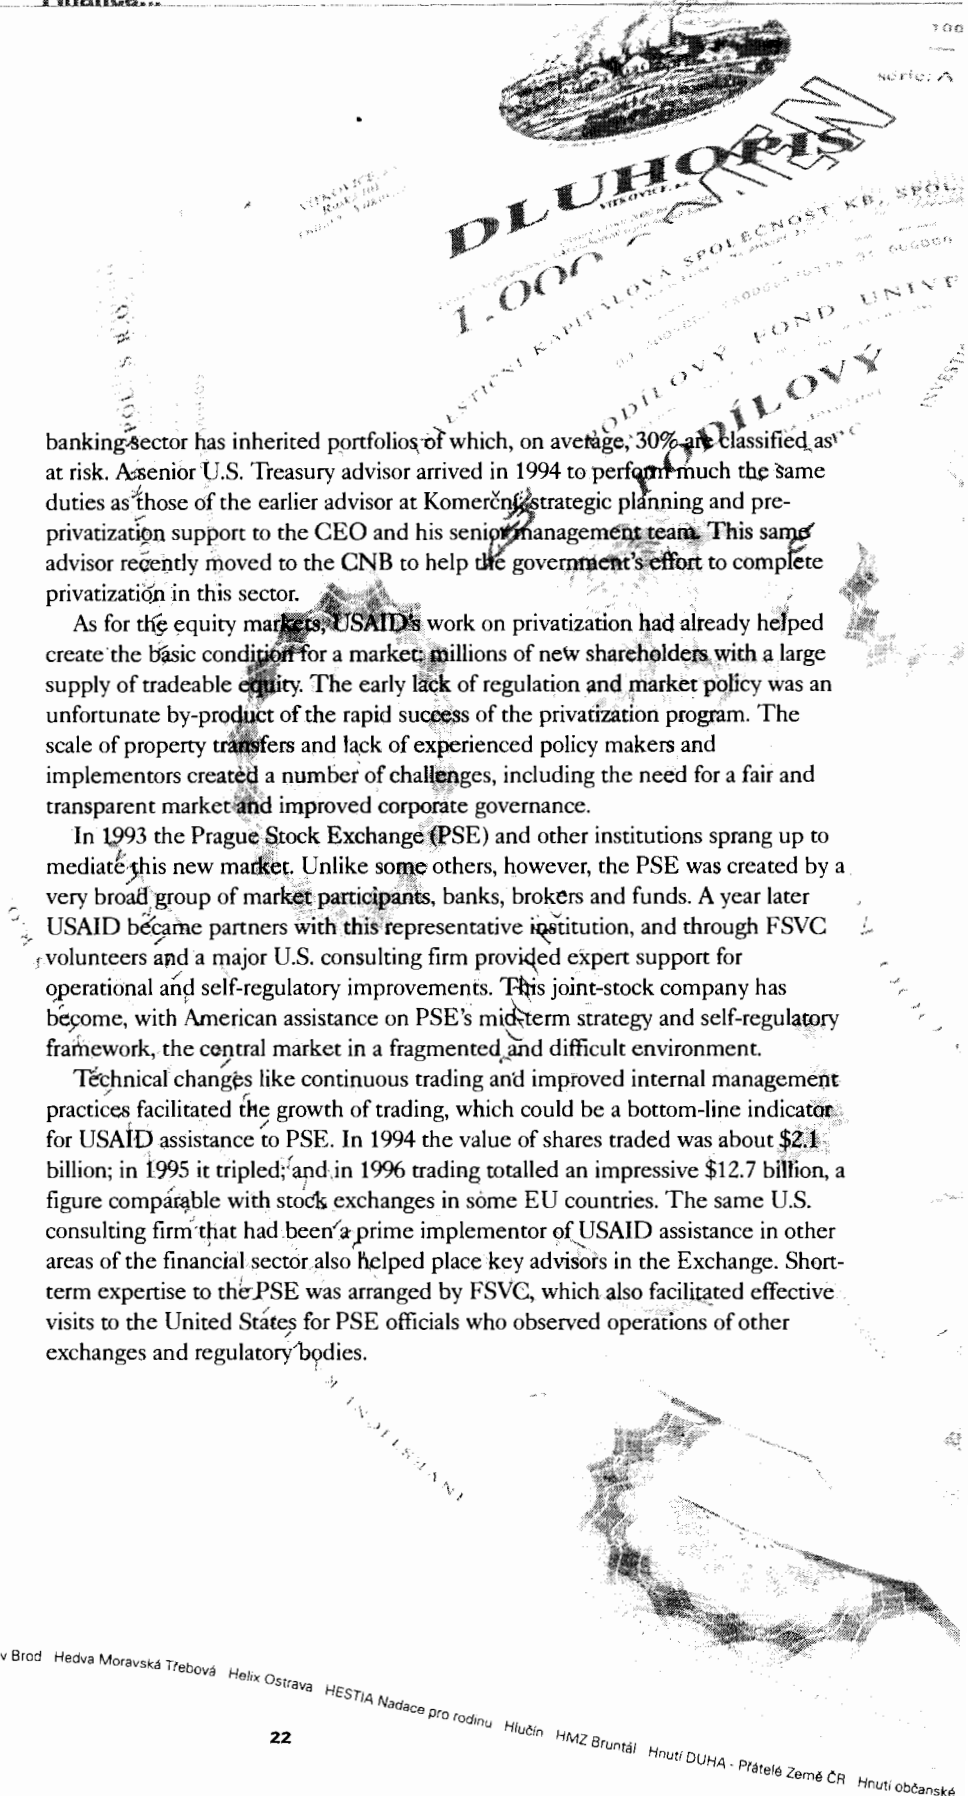 Finance...
100
série: A
DLUHOPIS
VÍTKOVICE, a.s.
1.000
INVESTIČNÍ KAPITÁLOVÁ SPOLEČNOST KB, SPOL.
PODÍLOVÝ FOND
PODÍLOVÝ
banking sector has inherited portfolios of which, on average, 30% are classified as
at risk. A senior U.S. Treasury advisor arrived in 1994 to perform much the same
duties as those of the earlier advisor at Komerční: strategic planning and pre-
privatization support to the CEO and his senior management team. This same
advisor recently moved to the CNB to help the government's effort to complete
privatization in this sector.
As for the equity markets, USAID's work on privatization had already helped
create the basic condition for a market: millions of new shareholders with a large
supply of tradeable equity. The early lack of regulation and market policy was an
unfortunate by-product of the rapid success of the privatization program. The
scale of property transfers and lack of experienced policy makers and
implementors created a number of challenges, including the need for a fair and
transparent market and improved corporate governance.
In 1993 the Prague Stock Exchange (PSE) and other institutions sprang up to
mediate this new market. Unlike some others, however, the PSE was created by a
very broad group of market participants, banks, brokers and funds. A year later
USAID became partners with this representative institution, and through FSVC
volunteers and a major U.S. consulting firm provided expert support for
operational and self-regulatory improvements. This joint-stock company has
become, with American assistance on PSE's mid-term strategy and self-regulatory
framework, the central market in a fragmented and difficult environment.
Technical changes like continuous trading and improved internal management
practices facilitated the growth of trading, which could be a bottom-line indicator
for USAID assistance to PSE. In 1994 the value of shares traded was about $2.1
billion; in 1995 it tripled; and in 1996 trading totalled an impressive $12.7 billion, a
figure comparable with stock exchanges in some EU countries. The same U.S.
consulting firm that had been a prime implementor of USAID assistance in other
areas of the financial sector also helped place key advisors in the Exchange. Short-
term expertise to the PSE was arranged by FSVC, which also facilitated effective
visits to the United States for PSE officials who observed operations of other
exchanges and regulatory bodies.
v Brod Hedva Moravská Třebová Helix Ostrava HESTIA Nadace pro rodinu Hlučín HMZ Bruntál Hnutí DUHA - Přátelé Země ČR Hnutí občanské
22